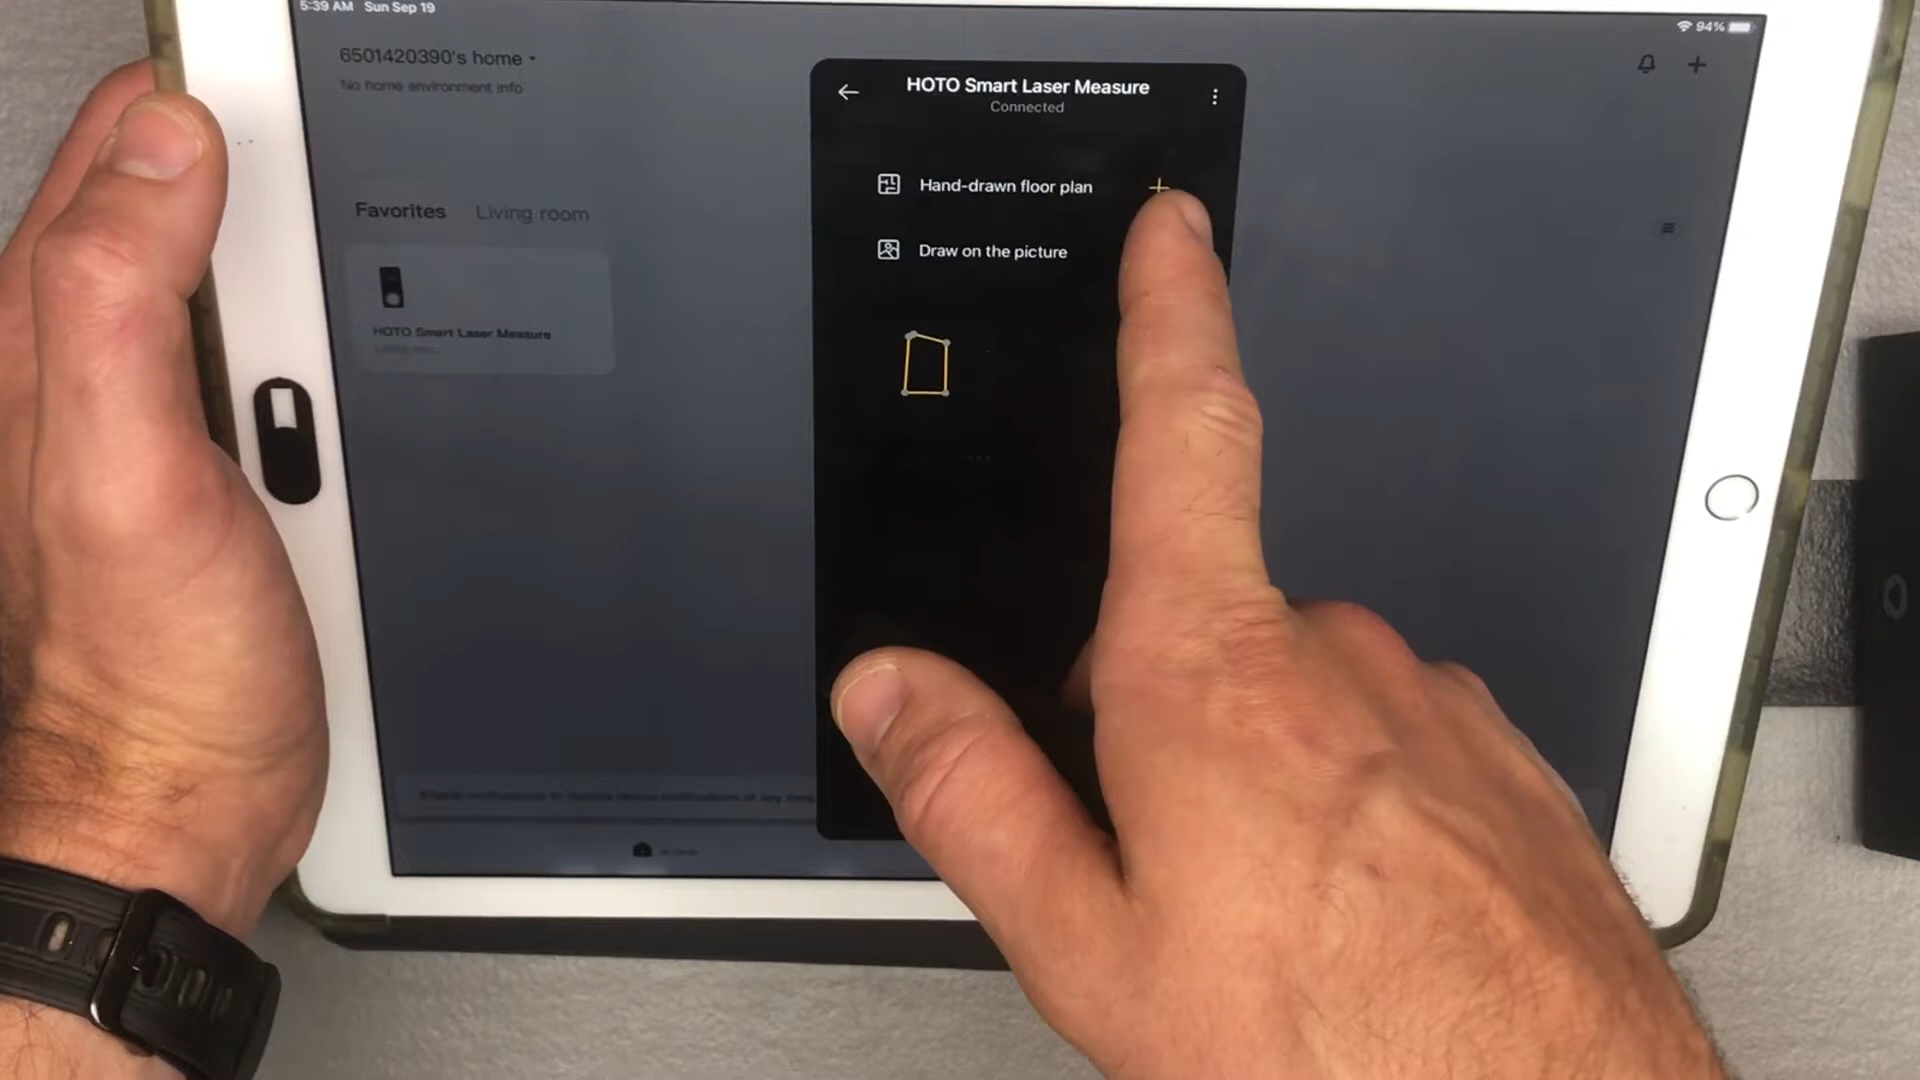 5:39 AM Sun Sep 19
94%
6501420390's home
No home environment info
Favorites Living room
HOTO Smart Laser Measure
HOTO Smart Laser Measure
Connected
Hand-drawn floor plan
Draw on the picture